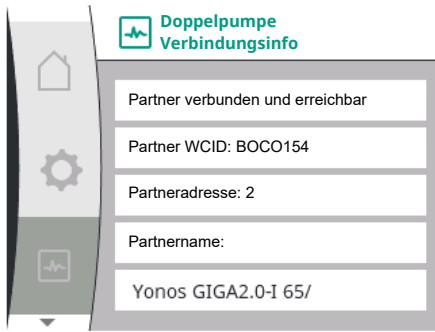 Doppelpumpe
Verbindungsinfo
Partner verbunden und erreichbar
Partner WCID: BOCO154
Partneradresse: 2
Partnername:
Yonos GIGA2.0-I 65/